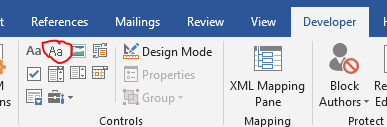 References Mailings Review View Developer
Aa Aa Design Mode
Properties
Group
XML Mapping
Pane
Block
Authors
Controls Mapping Protect